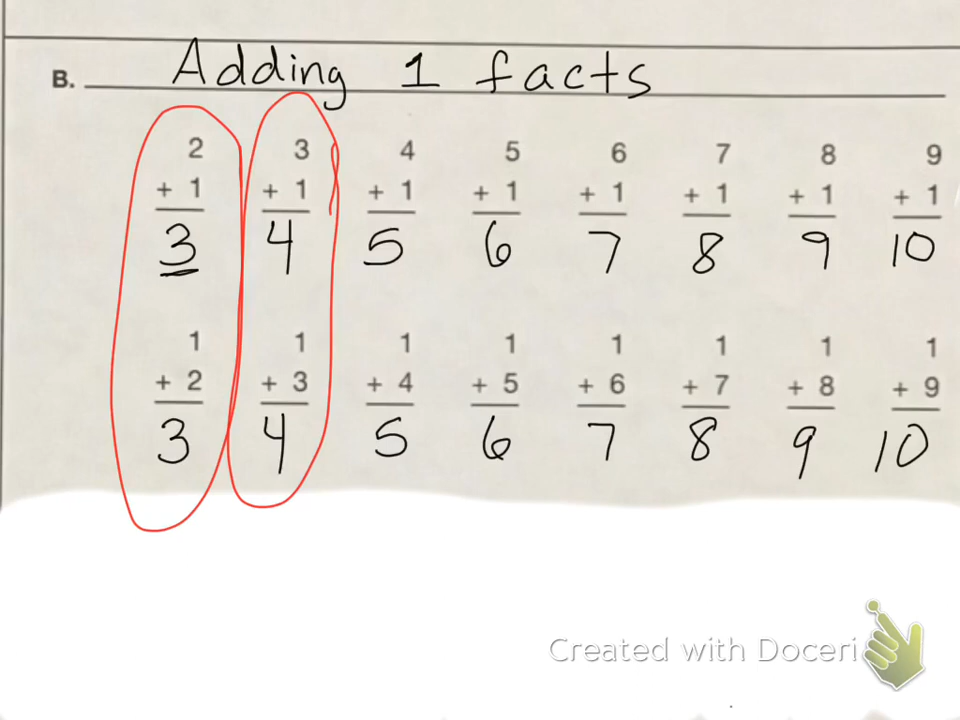 B. Adding 1 facts
2 3 4 5 6 7 8 9
+ 1 + 1 + 1 + 1 + 1 + 1 + 1 + 1
3 4 5 6 7 8 9 10
1 1 1 1 1 1 1 1
+ 2 + 3 + 4 + 5 + 6 + 7 + 8 + 9
3 4 5 6 7 8 9 10
Created with Doceri